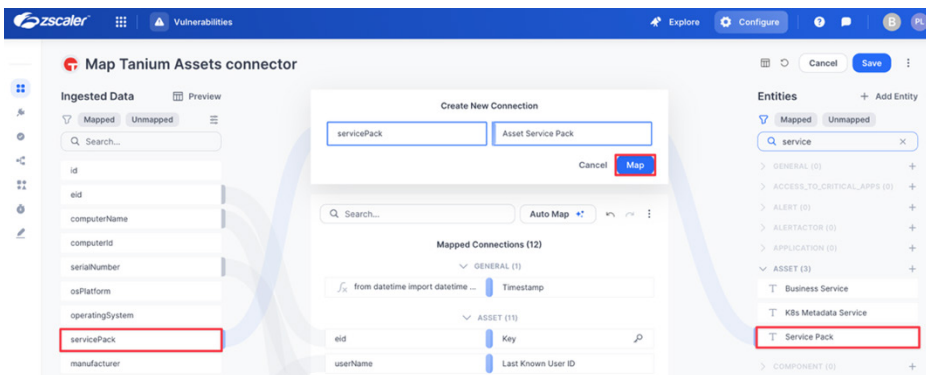 zscaler
Vulnerabilities
Explore
Configure
?
B
PL
Map Tanium Assets connector
Cancel
Save
Ingested Data
Preview
Mapped
Unmapped
Search...
id
eid
computerName
computerId
serialNumber
osPlatform
operatingSystem
servicePack
manufacturer
Create New Connection
servicePack
Asset Service Pack
Cancel
Map
Search...
Auto Map
Mapped Connections (12)
GENERAL (1)
fx from datetime import datetime ...
Timestamp
ASSET (11)
eid
Key
userName
Last Known User ID
Entities
+ Add Entity
Mapped
Unmapped
service
GENERAL (0)
ACCESS_TO_CRITICAL_APPS (0)
ALERT (0)
ALERTACTOR (0)
APPLICATION (0)
ASSET (3)
T Business Service
T K8s Metadata Service
T Service Pack
COMPONENT (0)